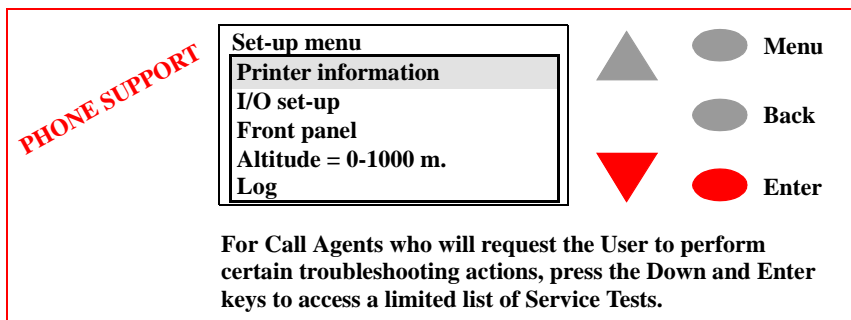 PHONE SUPPORT
Set-up menu
Printer information
I/O set-up
Front panel
Altitude = 0-1000 m.
Log
Menu
Back
Enter
For Call Agents who will request the User to perform
certain troubleshooting actions, press the Down and Enter
keys to access a limited list of Service Tests.